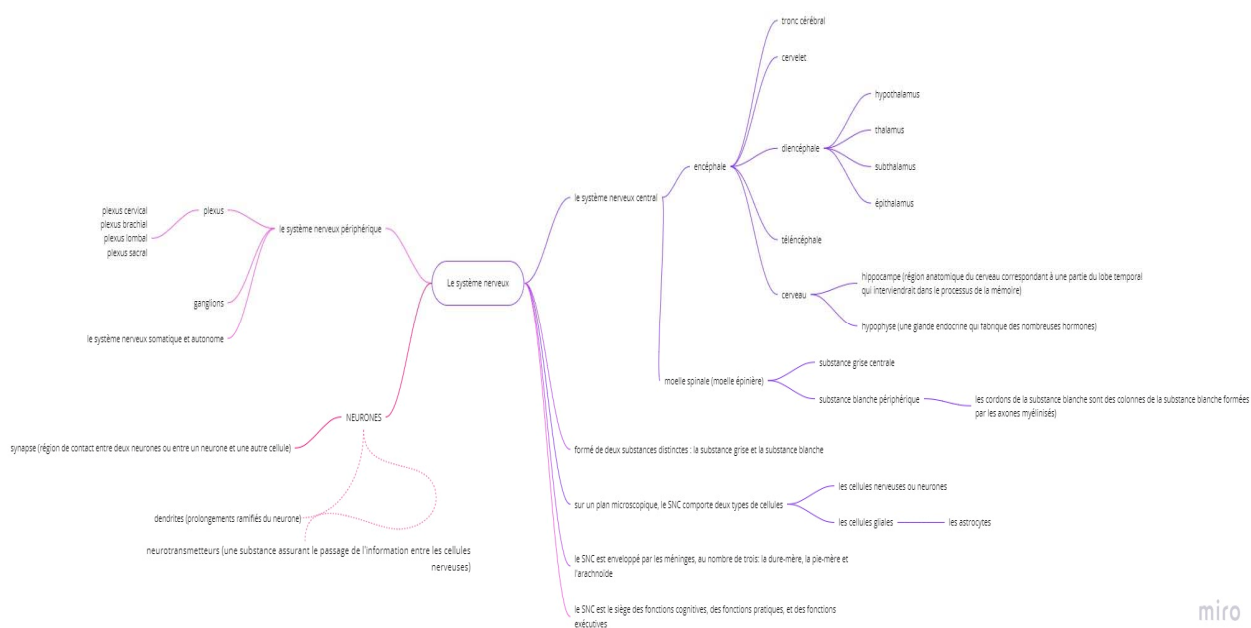 Le système nerveux
le système nerveux central
encéphale
tronc cérébral
cervelet
diencéphale
hypothalamus
thalamus
subthalamus
épithalamus
téléncéphale
cerveau
hippocampe (région anatomique du cerveau correspondant à une partie du lobe temporal
qui interviendrait dans le processus de la mémoire)
hypophyse (une glande endocrine qui fabrique des nombreuses hormones)
moelle spinale (moelle épinière)
substance grise centrale
substance blanche périphérique
les cordons de la substance blanche sont des colonnes de la substance blanche formées
par les axones myélinisés)
formé de deux substances distinctes : la substance grise et la substance blanche
sur un plan microscopique, le SNC comporte deux types de cellules
les cellules nerveuses ou neurones
les cellules gliales
les astrocytes
le SNC est enveloppé par les méninges, au nombre de trois: la dure-mère, la pie-mère et
l'arachnoïde
le SNC est le siège des fonctions cognitives, des fonctions pratiques, et des fonctions
exécutives
le système nerveux périphérique
plexus
plexus cervical
plexus brachial
plexus lombal
plexus sacral
ganglions
le système nerveux somatique et autonome
NEURONES
synapse (région de contact entre deux neurones ou entre un neurone et une autre cellule)
dendrites (prolongements ramifiés du neurone)
neurotransmetteurs (une substance assurant le passage de l'information entre les cellules
nerveuses)
miro